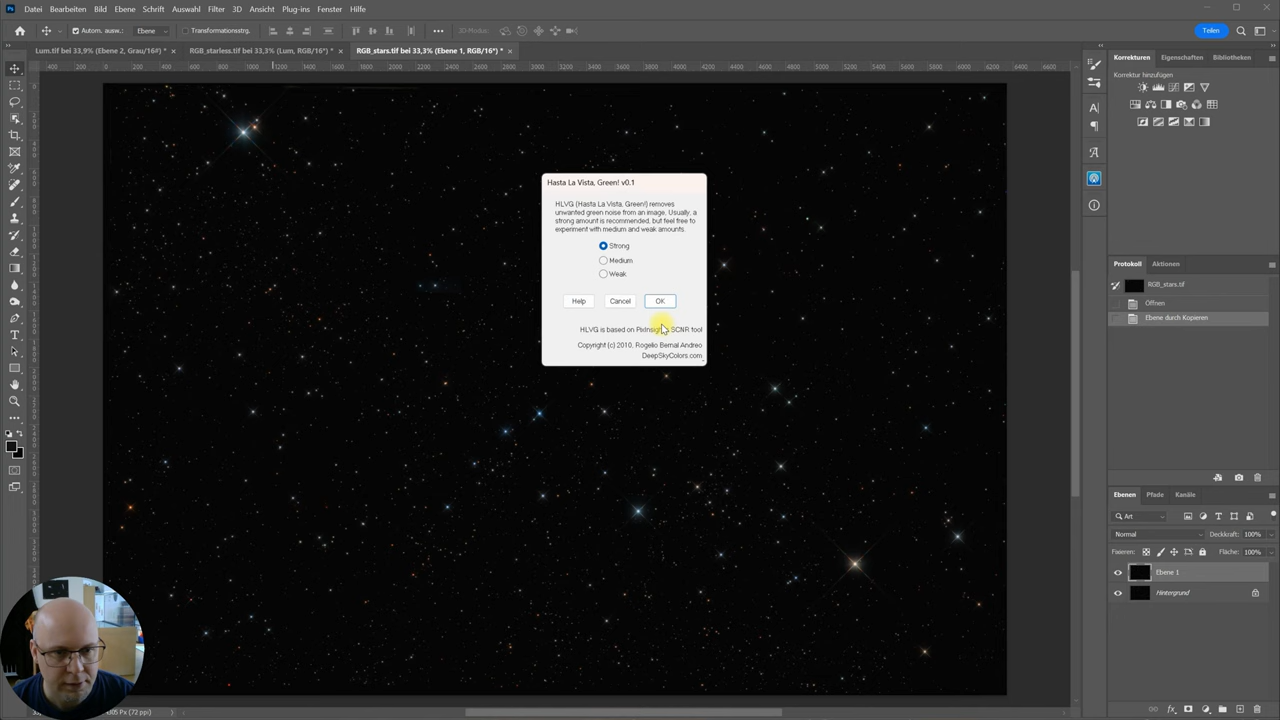 Datei Bearbeiten Bild Ebene Schrift Auswahl Filter 3D Ansicht Plug-ins Fenster Hilfe
Autom. ausw.: Ebene Transformationsstrg. 3D-Modus: Teilen
Lum.tif bei 33,9% (Ebene 2, Grau/16#) * RGB_starless.tif bei 33,3% (Lum, RGB/16*) * RGB_stars.tif bei 33,3% (Ebene 1, RGB/16*) *
Korrekturen Eigenschaften Bibliotheken
Korrektur hinzufügen
Hasta La Vista, Green! v0.1
HLVG (Hasta La Vista, Green!) removes
unwanted green noise from an image. Usually, a
strong amount is recommended, but feel free to
experiment with medium and weak amounts.
Strong
Medium
Weak
Help Cancel OK
HLVG is based on PixInsight SCNR tool
Copyright (c) 2010, Rogelio Bernal Andreo
DeepSkyColors.com
Protokoll Aktionen
RGB_stars.tif
Öffnen
Ebene durch Kopieren
Ebenen Pfade Kanäle
Art
Normal Deckkraft: 100%
Fixieren: Fläche: 100%
Ebene 1
Hintergrund
Px (72 ppi)